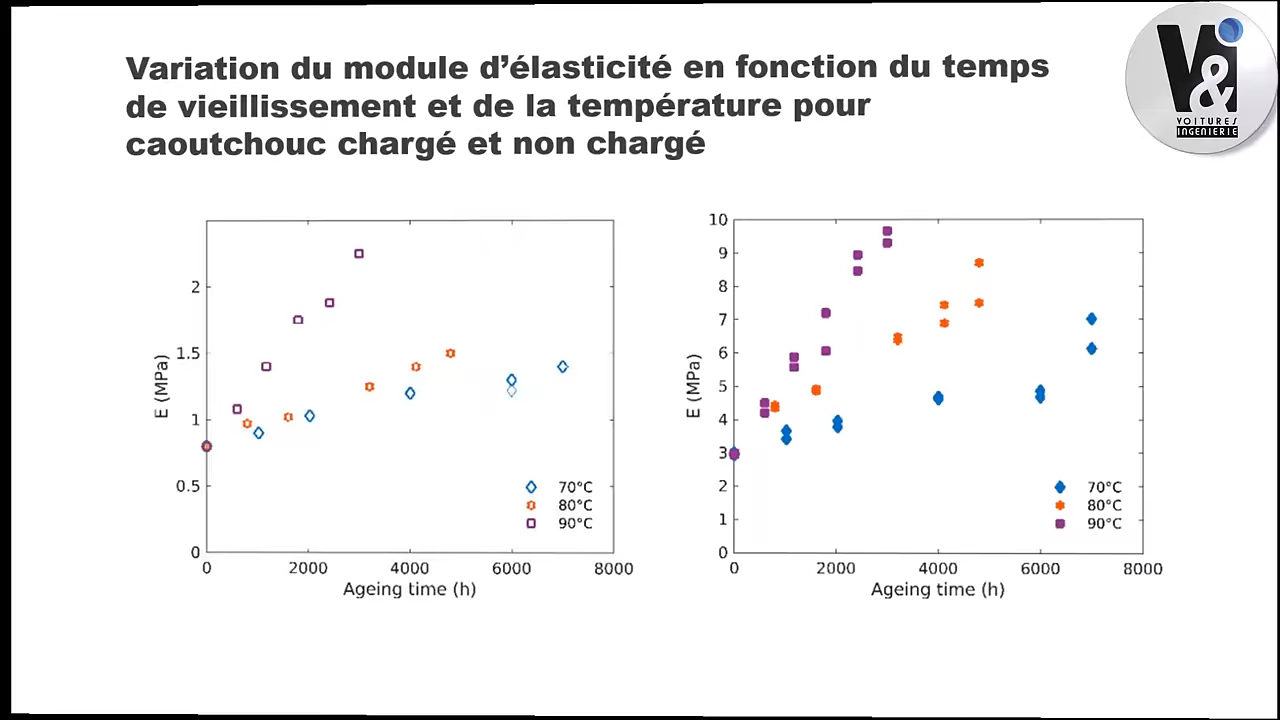 Variation du module d’élasticité en fonction du temps
de vieillissement et de la température pour
caoutchouc chargé et non chargé
V&i
VOITURES
INGENIERIE
2
1.5
1
0.5
0
E (MPa)
0 2000 4000 6000 8000
Ageing time (h)
70°C
80°C
90°C
10
9
8
7
6
5
4
3
2
1
0
E (MPa)
0 2000 4000 6000 8000
Ageing time (h)
70°C
80°C
90°C